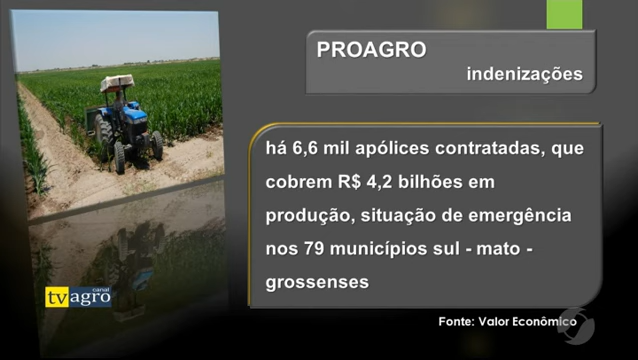 PROAGRO
indenizações
há 6,6 mil apólices contratadas, que
cobrem R$ 4,2 bilhões em
produção, situação de emergência
nos 79 municípios sul - mato -
grossenses
canal
tv agro
Fonte: Valor Econômico